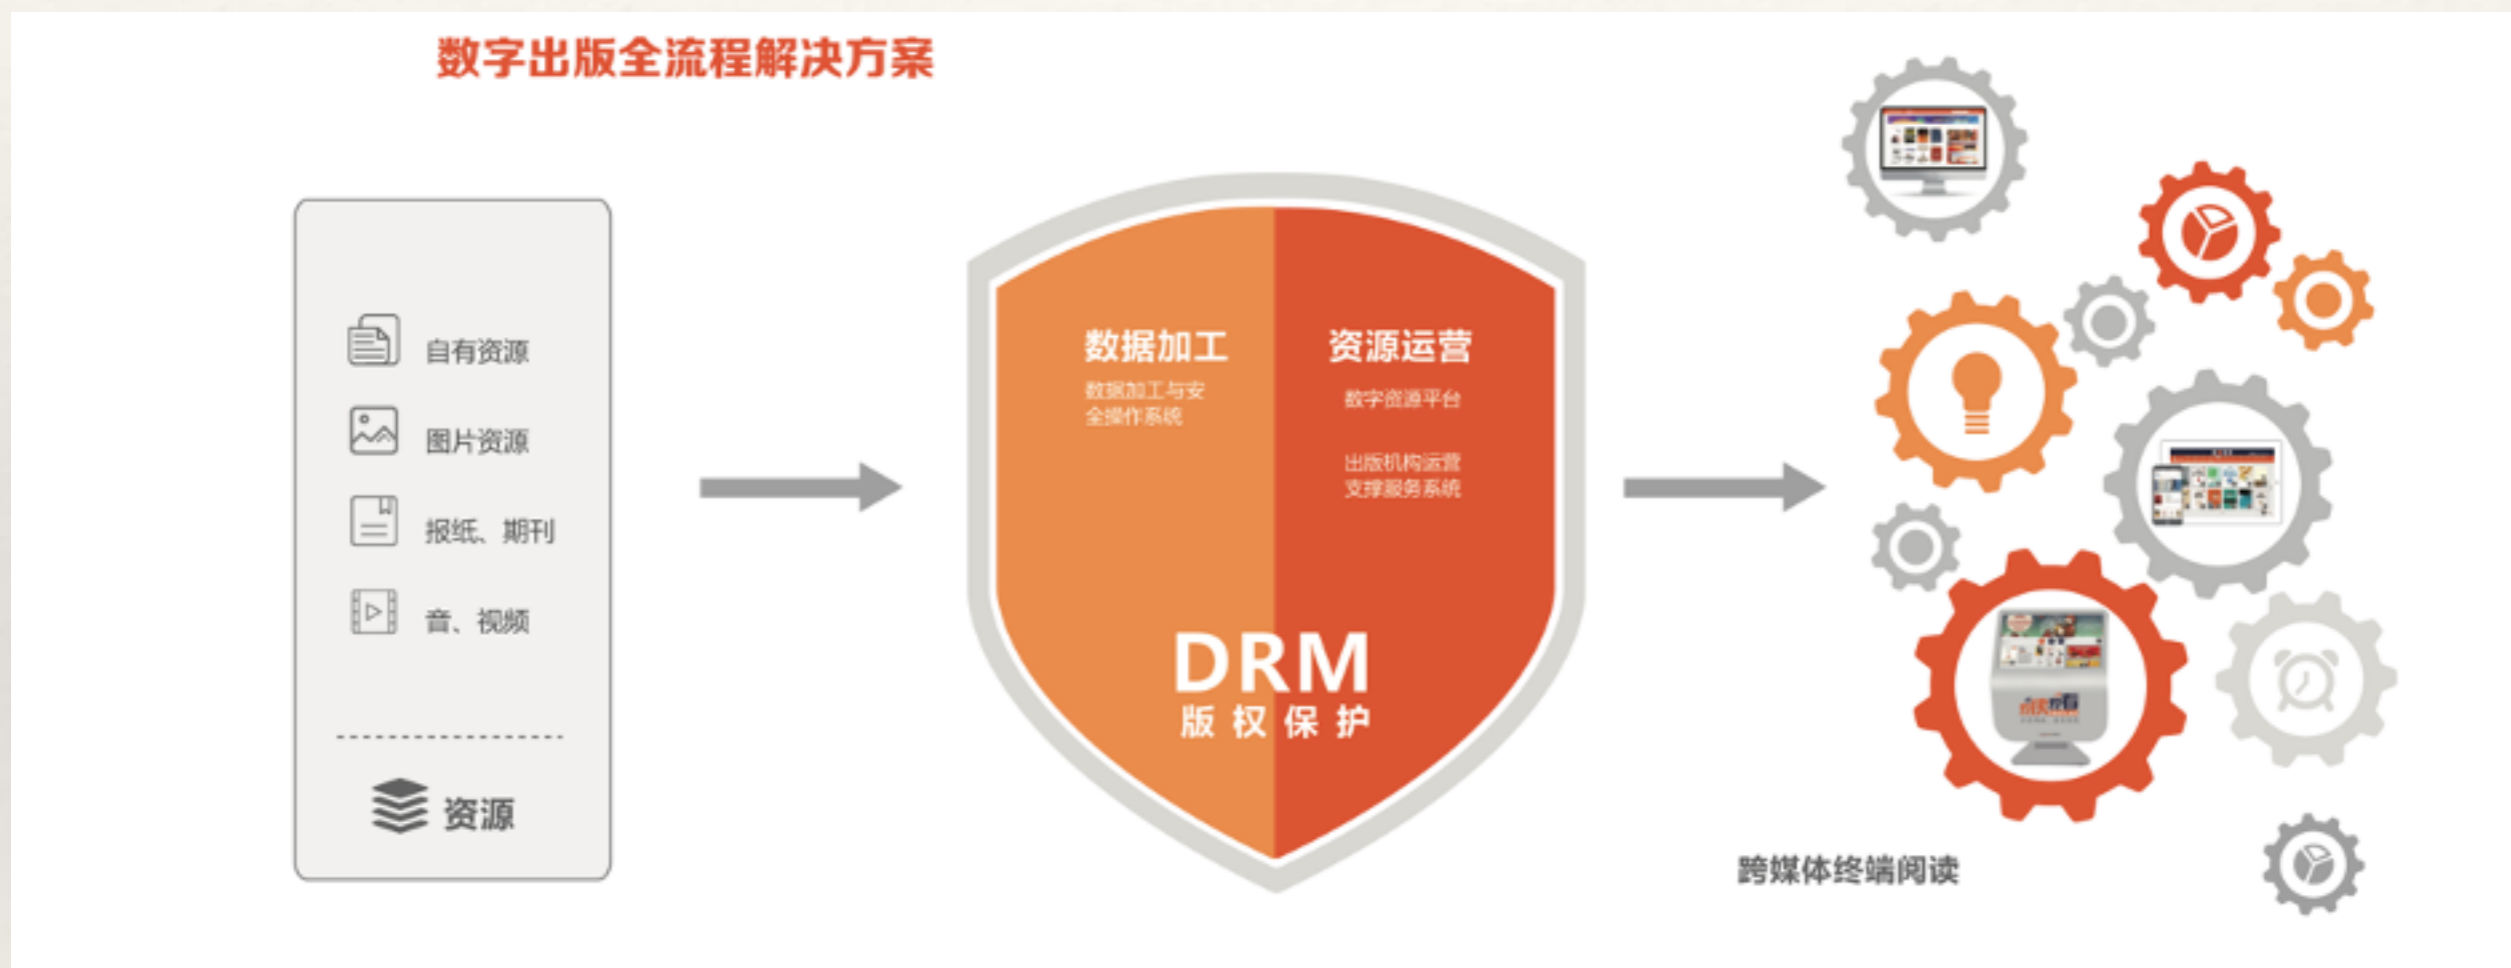 数字出版全流程解决方案
自有资源
图片资源
报纸、期刊
音、视频
资源
数据加工
数据加工与安
全操作系统
资源运营
数字资源平台
出版机构运营
支撑服务系统
DRM
版权保护
跨媒体终端阅读